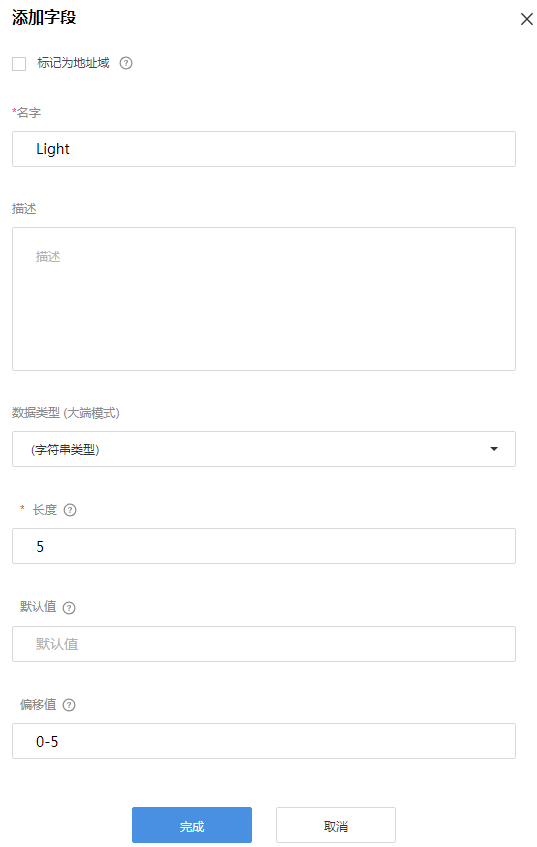 添加字段
标记为地址域 ?
*名字
Light
描述
描述
数据类型 (大端模式)
(字符串类型)
* 长度 ?
5
默认值 ?
默认值
偏移值 ?
0-5
完成 取消